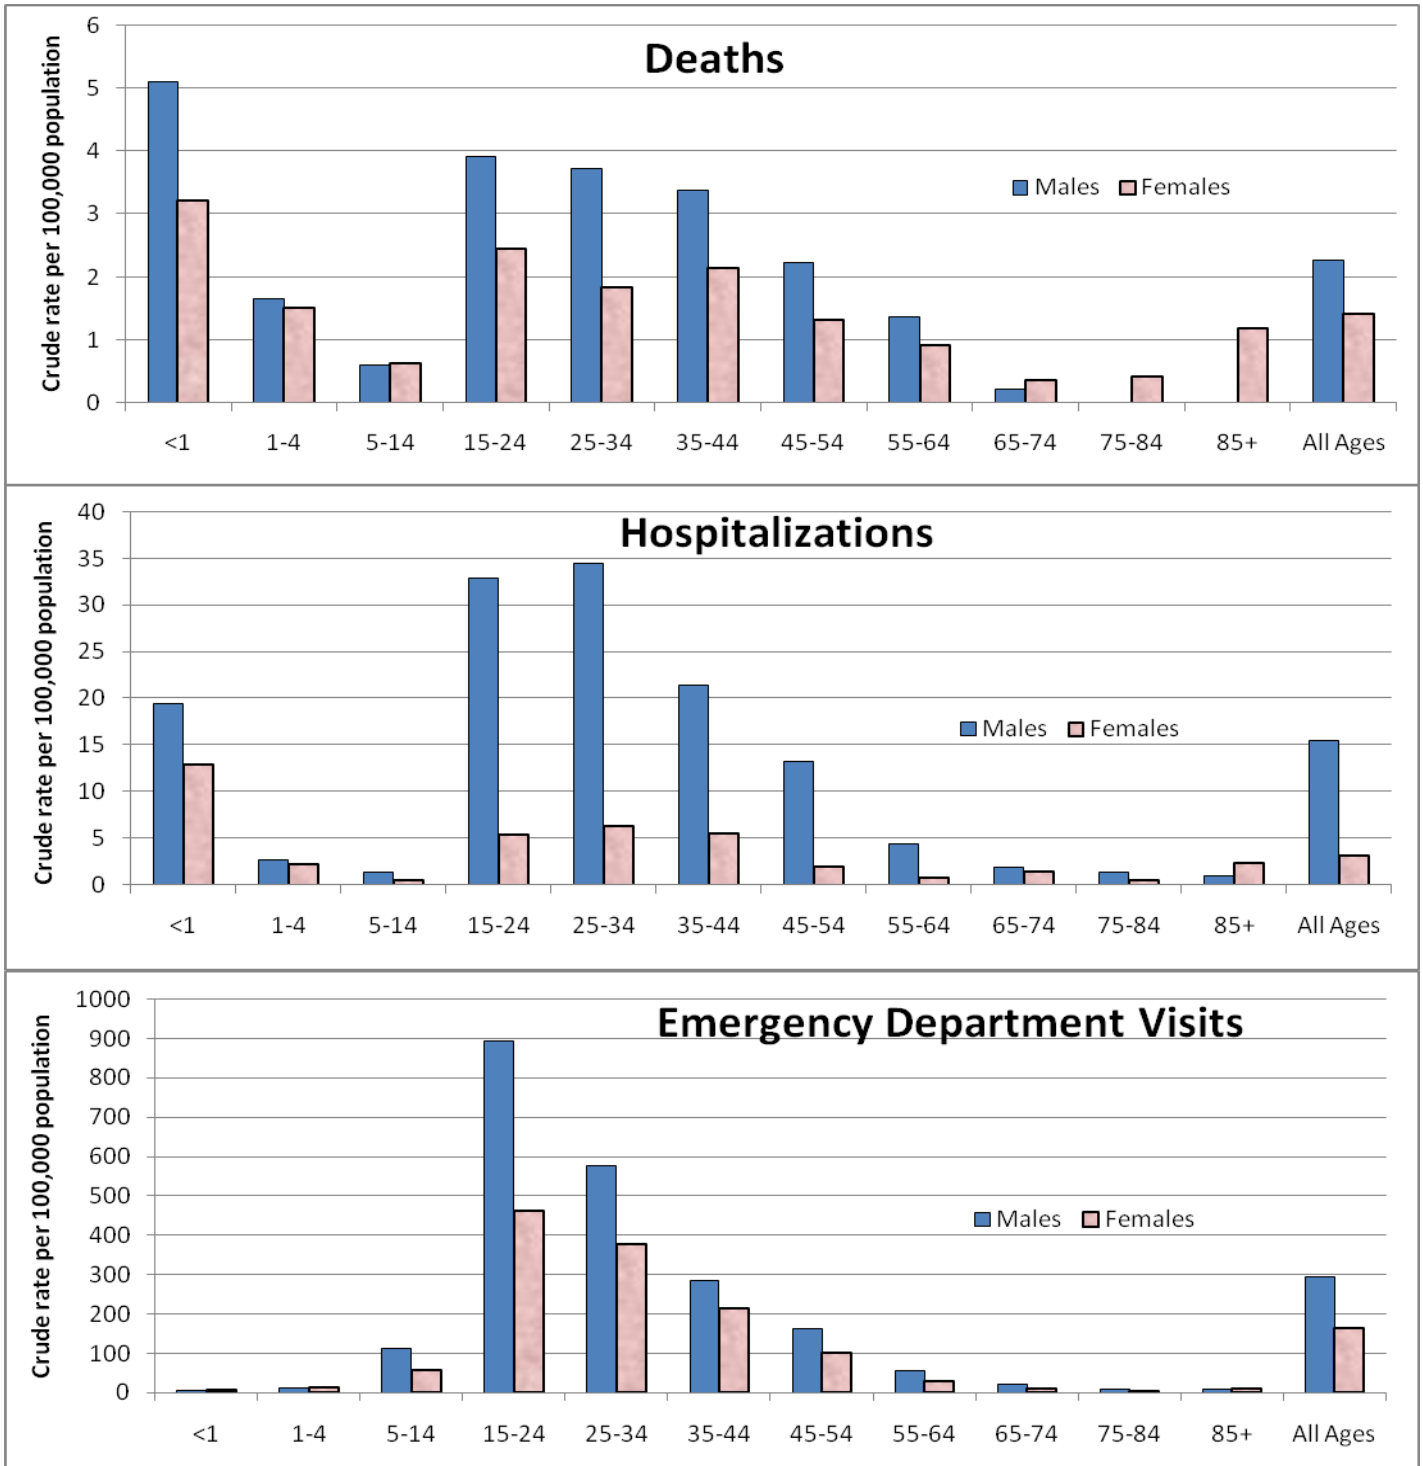 Deaths
Crude rate per 100,000 population
6
5
4
3
2
1
0
Males Females
<1 1-4 5-14 15-24 25-34 35-44 45-54 55-64 65-74 75-84 85+ All Ages
Hospitalizations
Crude rate per 100,000 population
40
35
30
25
20
15
10
5
0
Males Females
<1 1-4 5-14 15-24 25-34 35-44 45-54 55-64 65-74 75-84 85+ All Ages
Emergency Department Visits
Crude rate per 100,000 population
1000
900
800
700
600
500
400
300
200
100
0
Males Females
<1 1-4 5-14 15-24 25-34 35-44 45-54 55-64 65-74 75-84 85+ All Ages